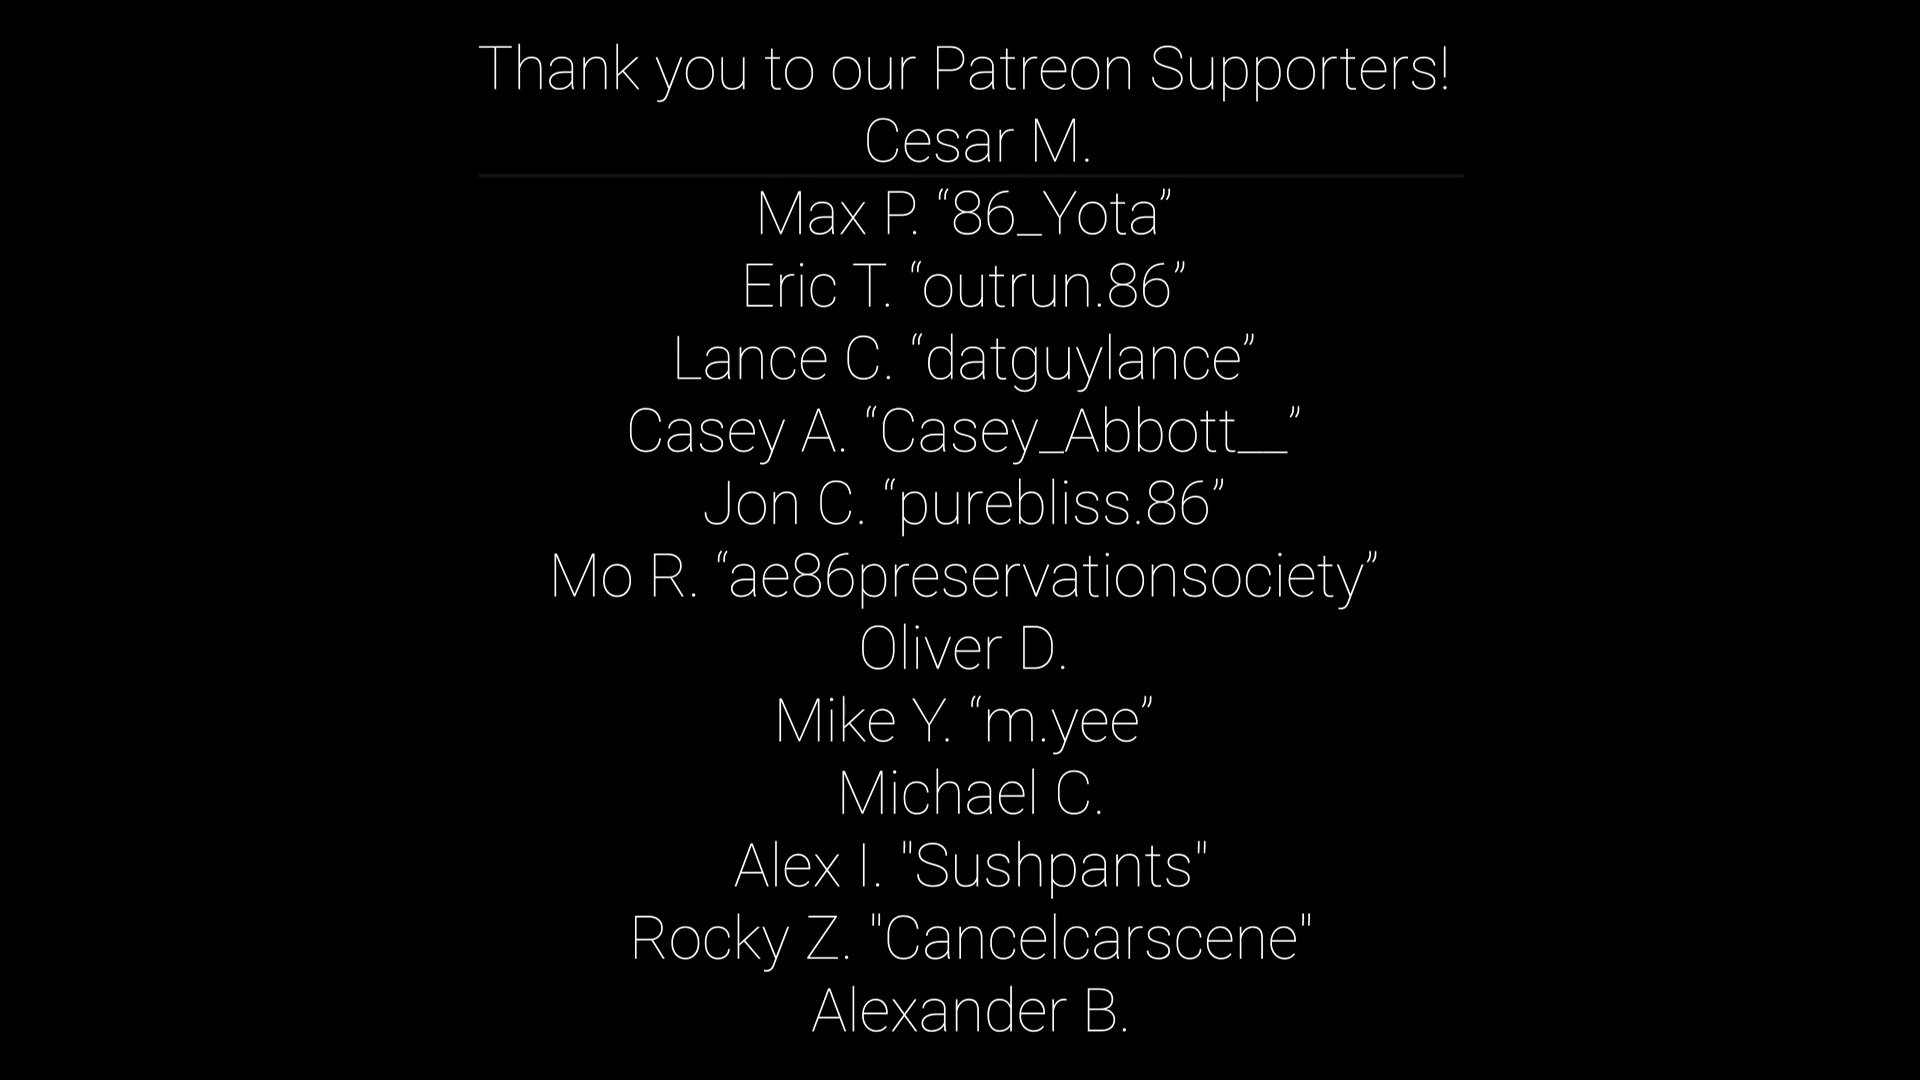 Thank you to our Patreon Supporters!
Cesar M.
Max P. “86_Yota”
Eric T. “outrun.86”
Lance C. “datguylance”
Casey A. “Casey_Abbott__”
Jon C. “purebliss.86”
Mo R. “ae86preservationsociety”
Oliver D.
Mike Y. “m.yee”
Michael C.
Alex I. "Sushpants"
Rocky Z. "Cancelcarscene"
Alexander B.